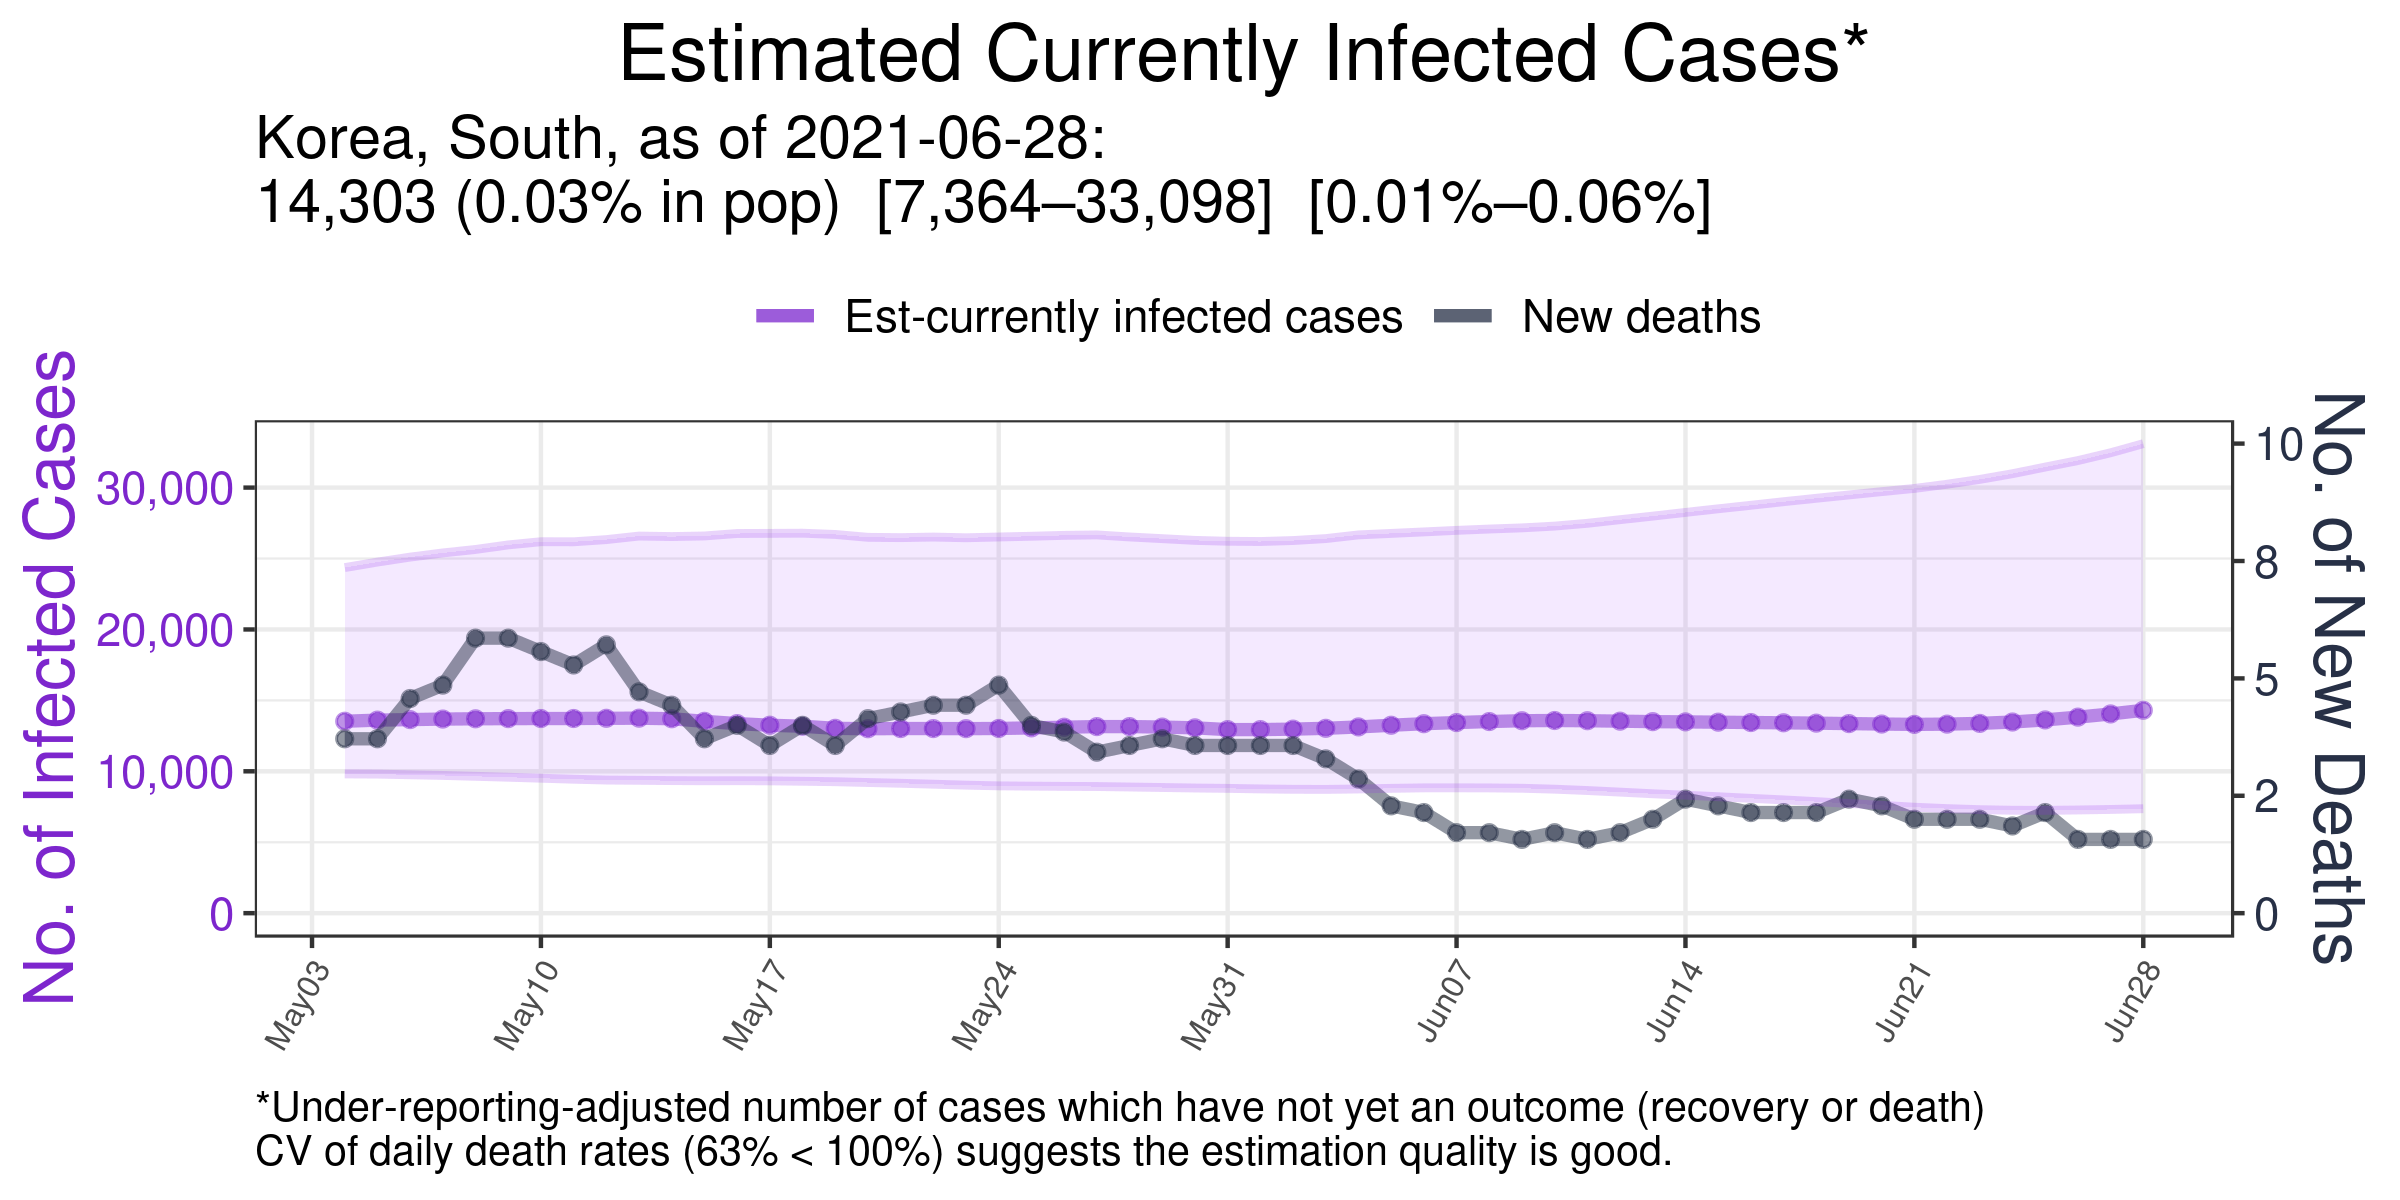 Estimated Currently Infected Cases*
Korea, South, as of 2021-06-28:
14,303 (0.03% in pop)  [7,364–33,098]  [0.01%–0.06%]
Est-currently infected cases
New deaths
No. of Infected Cases
30,000
20,000
10,000
0
10
8
5
2
0
No. of New Deaths
May03
May10
May17
May24
May31
Jun07
Jun14
Jun21
Jun28
*Under-reporting-adjusted number of cases which have not yet an outcome (recovery or death)
CV of daily death rates (63% < 100%) suggests the estimation quality is good.